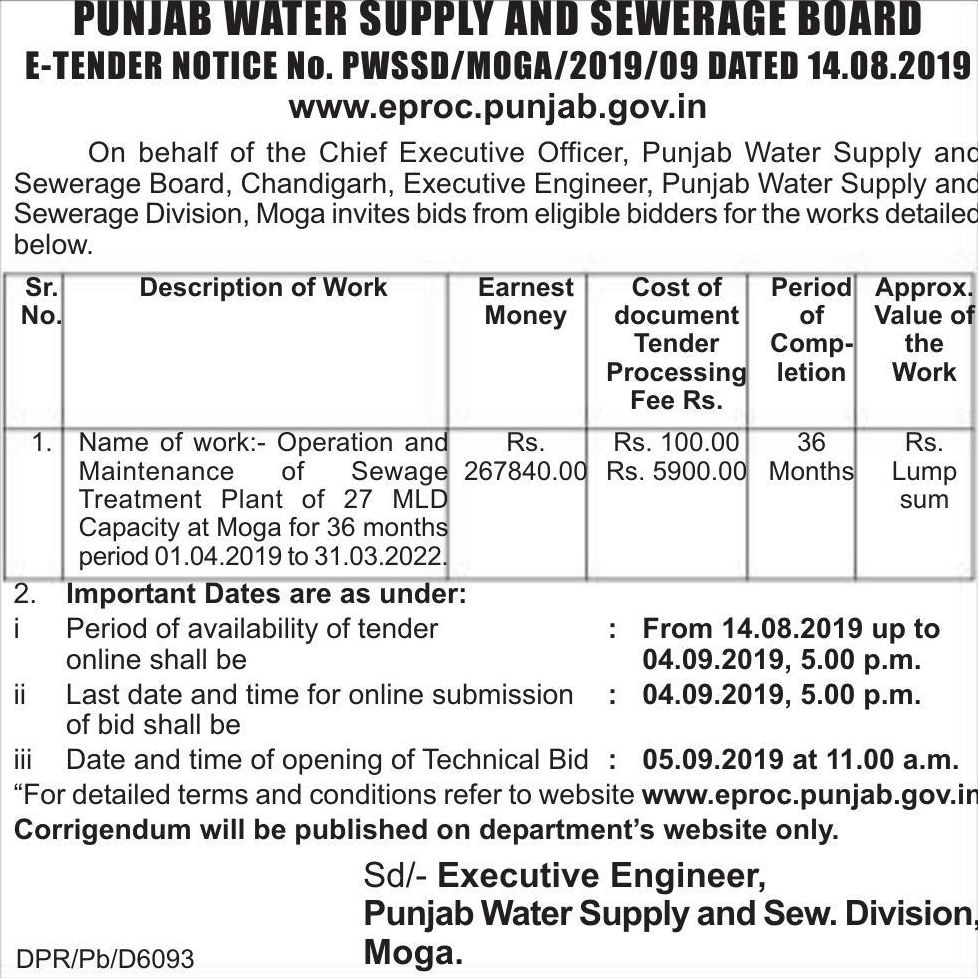 PUNJAB WATER SUPPLY AND SEWERAGE BOARD
E-TENDER NOTICE No. PWSSD/MOGA/2019/09 DATED 14.08.2019
www.eproc.punjab.gov.in
On behalf of the Chief Executive Officer, Punjab Water Supply and
Sewerage Board, Chandigarh, Executive Engineer, Punjab Water Supply and
Sewerage Division, Moga invites bids from eligible bidders for the works detailed
below.
Sr. No. Description of Work Earnest Money Cost of document Tender Processing Fee Rs. Period of Comp-letion Approx. Value of the Work
1. Name of work:- Operation and Rs. Rs. 100.00 36 Rs.
Maintenance of Sewage 267840.00 Rs. 5900.00 Months Lump
Treatment Plant of 27 MLD sum
Capacity at Moga for 36 months
period 01.04.2019 to 31.03.2022.
2. Important Dates are as under:
i Period of availability of tender : From 14.08.2019 up to
online shall be 04.09.2019, 5.00 p.m.
ii Last date and time for online submission : 04.09.2019, 5.00 p.m.
of bid shall be
iii Date and time of opening of Technical Bid : 05.09.2019 at 11.00 a.m.
“For detailed terms and conditions refer to website www.eproc.punjab.gov.in
Corrigendum will be published on department’s website only.
Sd/- Executive Engineer,
Punjab Water Supply and Sew. Division,
Moga.
DPR/Pb/D6093